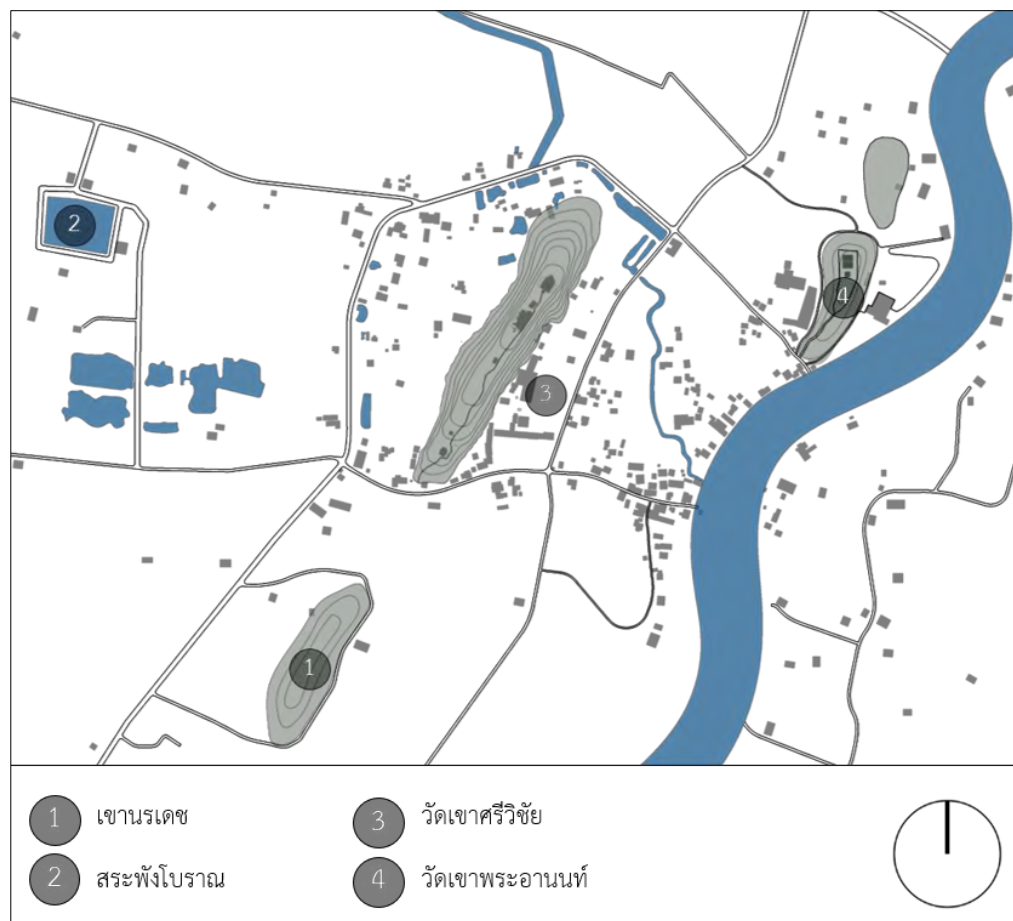 2
4
3
1
1 เขานรเดช
3 วัดเขาศรีวิชัย
2 สระพังโบราณ
4 วัดเขาพระอานนท์